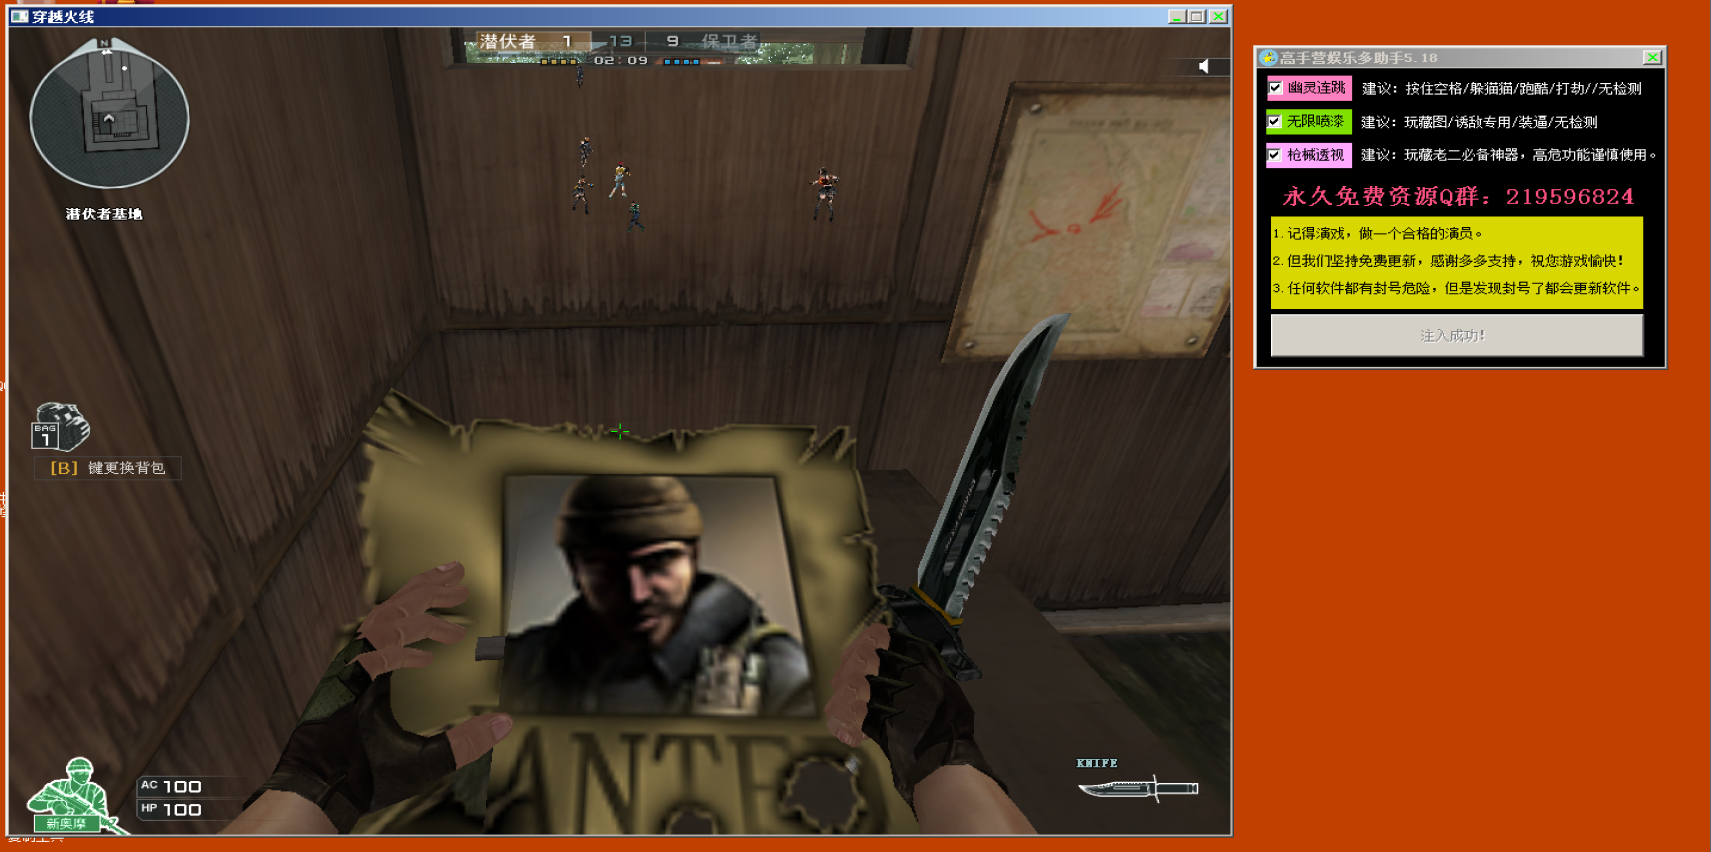 穿越火线
潜伏者 1 13 9 保卫者
02:09
N
潜伏者基地
BAG
1
[B] 键更换背包
AC 100
HP 100
新奥摩
KNIFE
ANTE
高手营娱乐多助手5.18
幽灵连跳 建议：按住空格/躲猫猫/跑酷/打劫//无检测
无限喷漆 建议：玩藏图/诱敌专用/装逼/无检测
枪械透视 建议：玩藏老二必备神器，高危功能谨慎使用。
永久免费资源Q群：219596824
1.记得演戏，做一个合格的演员。
2.但我们坚持免费更新，感谢多多支持，祝您游戏愉快！
3.任何软件都有封号危险，但是发现封号了都会更新软件。
注入成功!